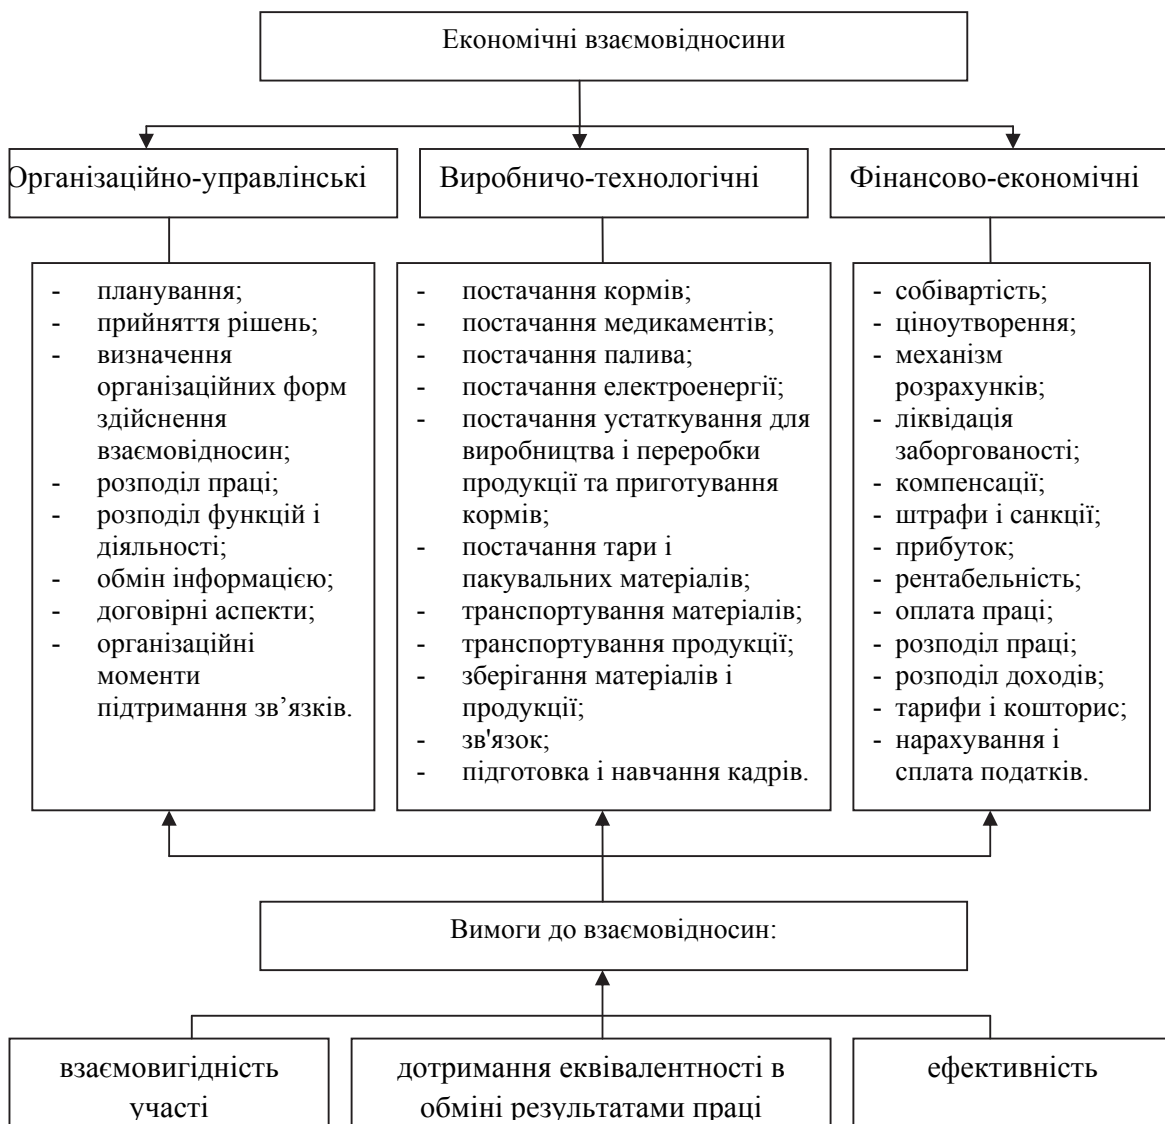 Економічні взаємовідносини
Організаційно-управлінські
Виробничо-технологічні
Фінансово-економічні
- планування;
- прийняття рішень;
- визначення
організаційних форм
здійснення
взаємовідносин;
- розподіл праці;
- розподіл функцій і
діяльності;
- обмін інформацією;
- договірні аспекти;
- організаційні
моменти
підтримання зв’язків.
- постачання кормів;
- постачання медикаментів;
- постачання палива;
- постачання електроенергії;
- постачання устаткування для
виробництва і переробки
продукції та приготування
кормів;
- постачання тари і
пакувальних матеріалів;
- транспортування матеріалів;
- транспортування продукції;
- зберігання матеріалів і
продукції;
- зв'язок;
- підготовка і навчання кадрів.
- собівартість;
- ціноутворення;
- механізм
розрахунків;
- ліквідація
заборгованості;
- компенсації;
- штрафи і санкції;
- прибуток;
- рентабельність;
- оплата праці;
- розподіл праці;
- розподіл доходів;
- тарифи і кошторис;
- нарахування і
сплата податків.
Вимоги до взаємовідносин:
взаємовигідність
участі
дотримання еквівалентності в
обміні результатами праці
ефективність